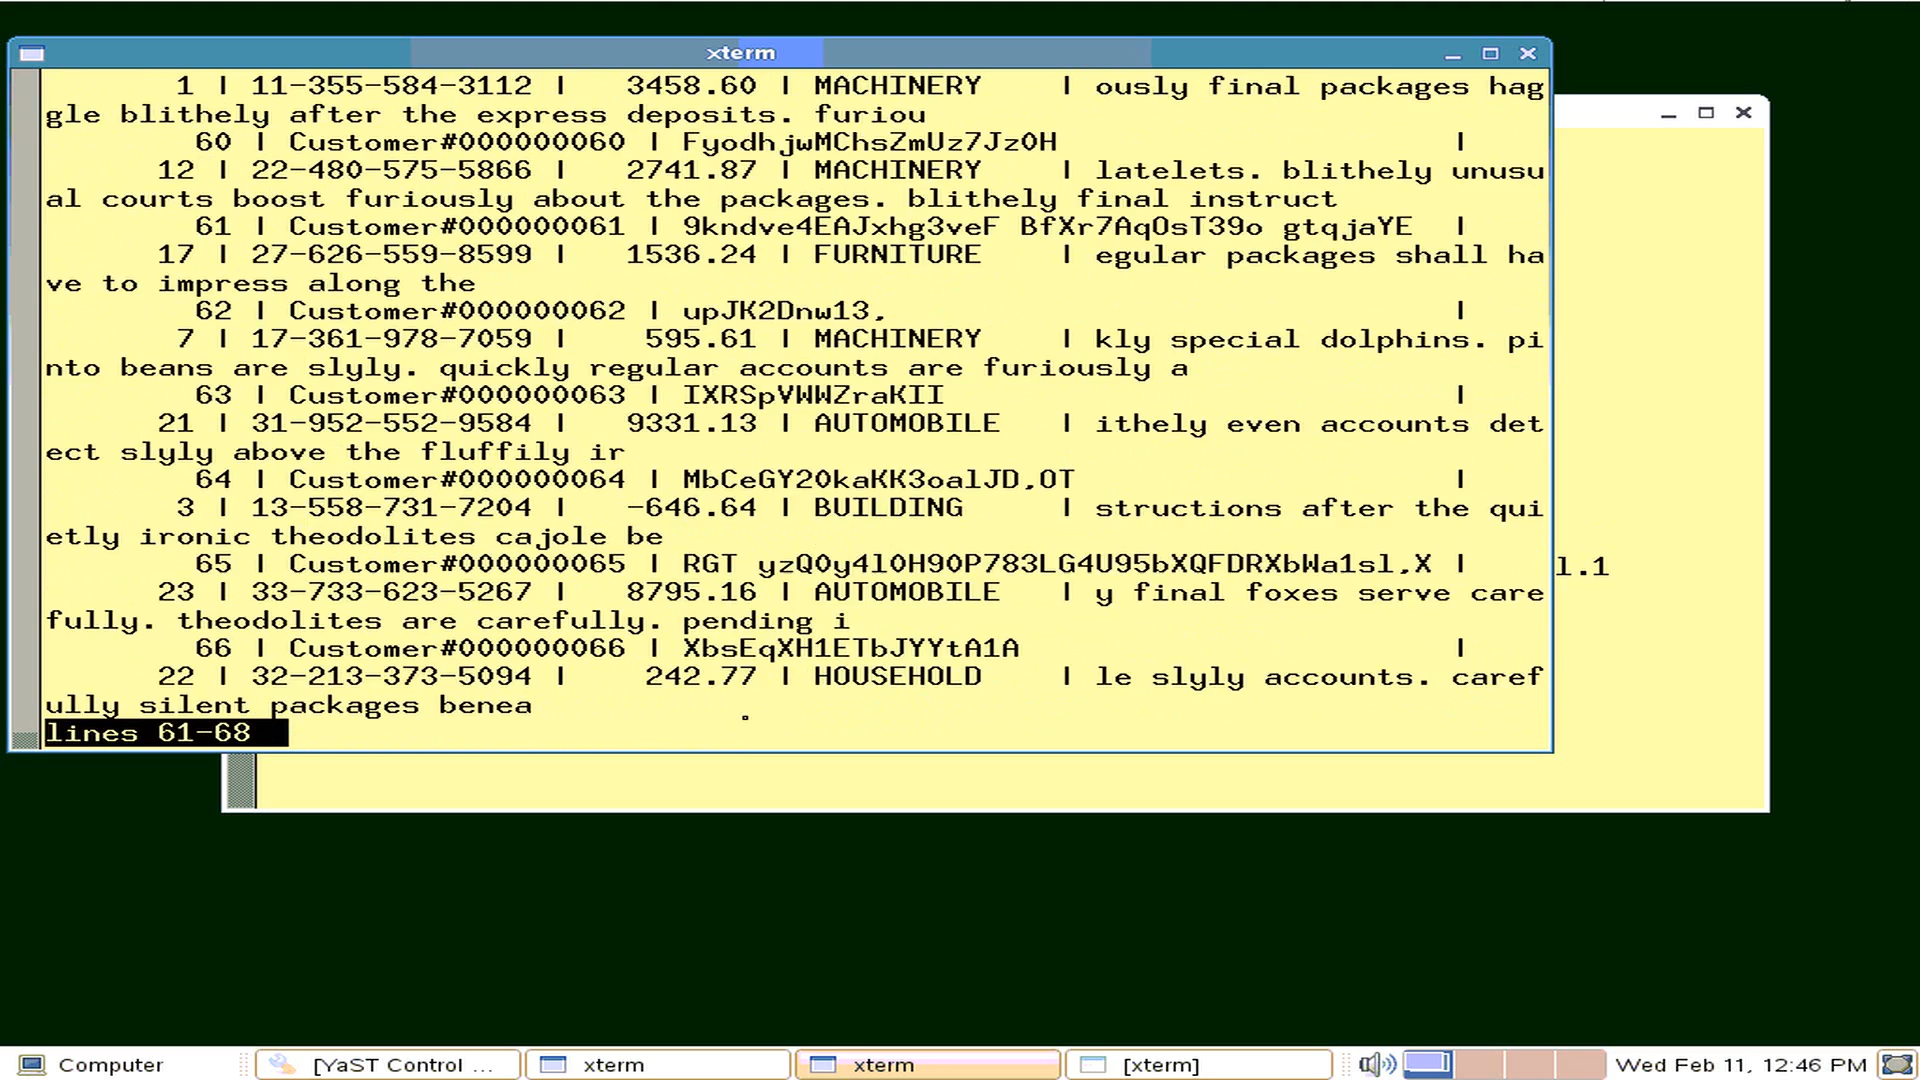 xterm
1 | 11-355-584-3112 | 3458.60 | MACHINERY | ously final packages hag
gle blithely after the express deposits. furiou
60 | Customer#000000060 | FyodhjwMChsZmUz7Jz0H |
12 | 22-480-575-5866 | 2741.87 | MACHINERY | latelets. blithely unusu
al courts boost furiously about the packages. blithely final instruct
61 | Customer#000000061 | 9kndve4EAJxhg3veF BfXr7AqOsT39o gtqjaYE |
17 | 27-626-559-8599 | 1536.24 | FURNITURE | egular packages shall ha
ve to impress along the
62 | Customer#000000062 | upJK2Dnw13, |
7 | 17-361-978-7059 | 595.61 | MACHINERY | kly special dolphins. pi
nto beans are slyly. quickly regular accounts are furiously a
63 | Customer#000000063 | IXRSpVWWZraKII |
21 | 31-952-552-9584 | 9331.13 | AUTOMOBILE | ithely even accounts det
ect slyly above the fluffily ir
64 | Customer#000000064 | MbCeGY20kaKK3oalJD,OT |
3 | 13-558-731-7204 | -646.64 | BUILDING | structions after the qui
etly ironic theodolites cajole be
65 | Customer#000000065 | RGT yzQ0y4l0H90P783LG4U95bXQFDRXbWa1sl,X |
l.1
23 | 33-733-623-5267 | 8795.16 | AUTOMOBILE | y final foxes serve care
fully. theodolites are carefully. pending i
66 | Customer#000000066 | XbsEqXH1ETbJYYtA1A |
22 | 32-213-373-5094 | 242.77 | HOUSEHOLD | le slyly accounts. caref
ully silent packages benea
lines 61-68
Computer
[YaST Control ...
xterm
xterm
[xterm]
Wed Feb 11, 12:46 PM